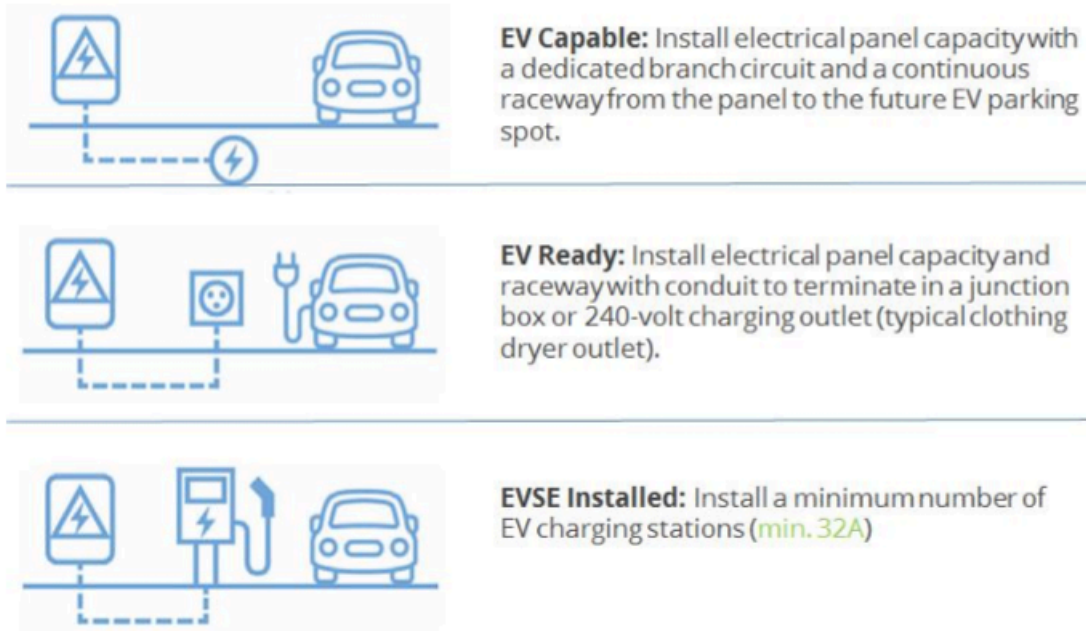 EV Capable: Install electrical panel capacity with
a dedicated branch circuit and a continuous
raceway from the panel to the future EV parking
spot.
EV Ready: Install electrical panel capacity and
raceway with conduit to terminate in a junction
box or 240-volt charging outlet (typical clothing
dryer outlet).
EVSE Installed: Install a minimum number of
EV charging stations (min. 32A)